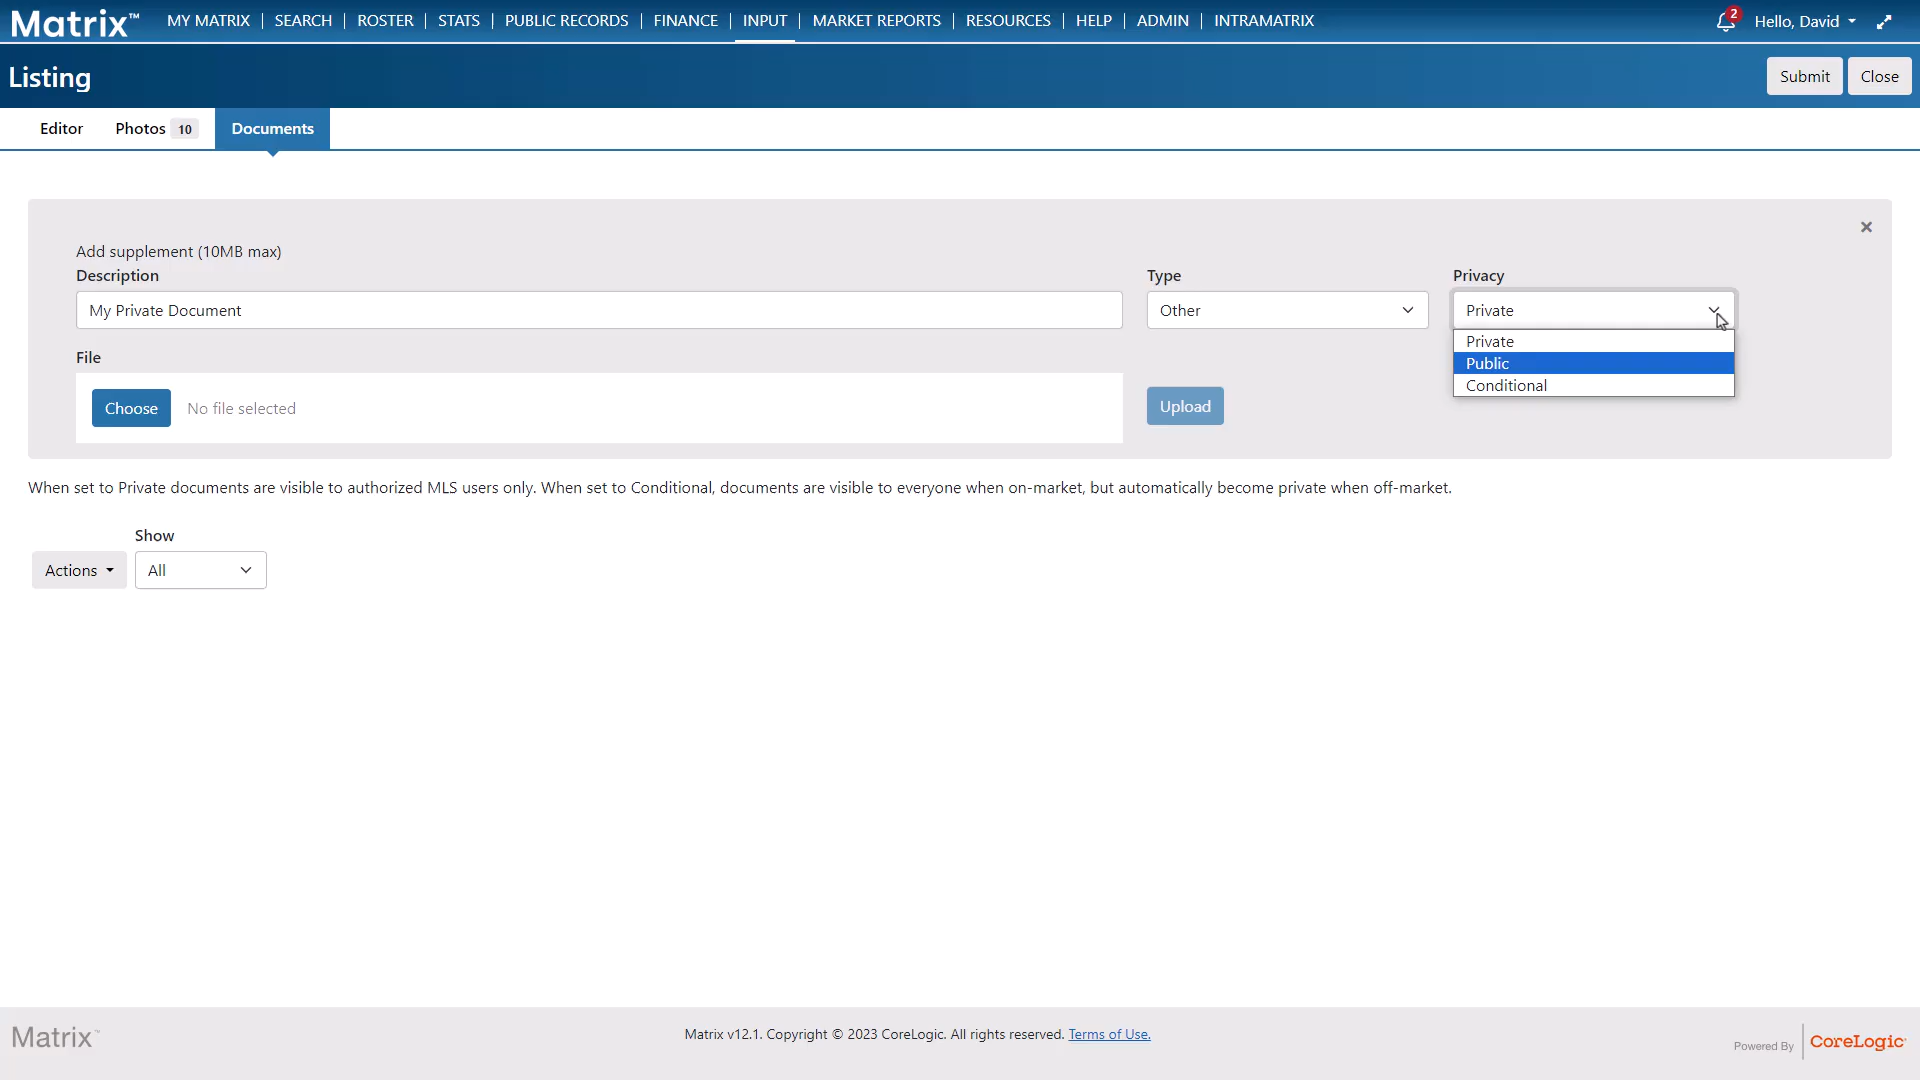 Matrix™ MY MATRIX | SEARCH | ROSTER | STATS | PUBLIC RECORDS | FINANCE | INPUT | MARKET REPORTS | RESOURCES | HELP | ADMIN | INTRAMATRIX 2 Hello, David
Listing Submit Close
Editor Photos 10 Documents
Add supplement (10MB max)
Description Type Privacy
My Private Document Other Private
Private
Public
Conditional
File
Choose No file selected Upload
When set to Private documents are visible to authorized MLS users only. When set to Conditional, documents are visible to everyone when on-market, but automatically become private when off-market.
Show
Actions All
Matrix™ Matrix v12.1. Copyright © 2023 CoreLogic. All rights reserved. Terms of Use. Powered By CoreLogic